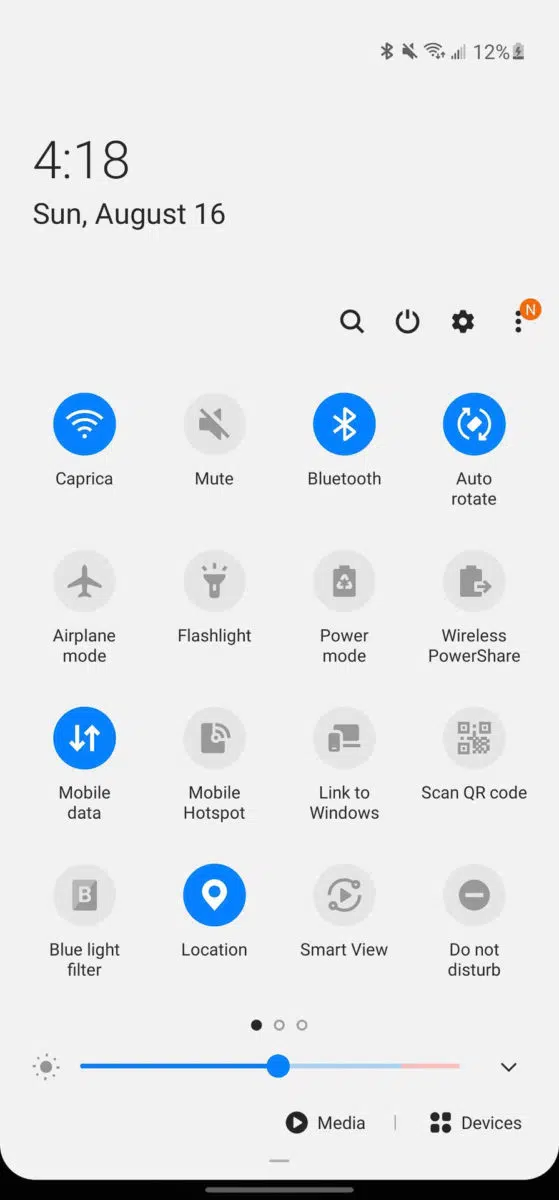 12%
4:18
Sun, August 16
N
Caprica
Mute
Bluetooth
Auto
rotate
Airplane
mode
Flashlight
Power
mode
Wireless
PowerShare
Mobile
data
Mobile
Hotspot
Link to
Windows
Scan QR code
B
Blue light
filter
Location
Smart View
Do not
disturb
Media
Devices